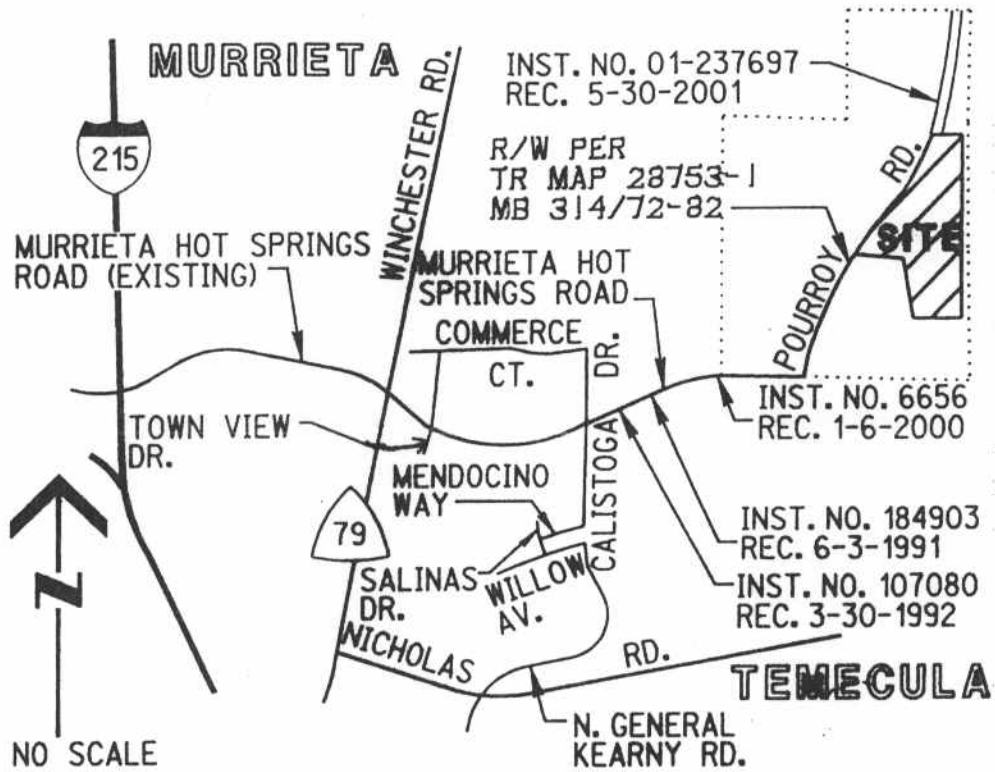 MURRIETA
WINCHESTER RD.
INST. NO. 01-237697
REC. 5-30-2001
215
R/W PER
TR MAP 28753-1
MB 314/72-82
POURROY RD.
SITE
MURRIETA HOT SPRINGS
ROAD (EXISTING)
MURRIETA HOT
SPRINGS ROAD
COMMERCE
CT.
CALISTOGA DR.
INST. NO. 6656
REC. 1-6-2000
TOWN VIEW
DR.
MENDOCINO
WAY
79
INST. NO. 184903
REC. 6-3-1991
SALINAS
DR.
WILLOW
AV.
INST. NO. 107080
REC. 3-30-1992
N
NICHOLAS RD.
TEMECULA
N. GENERAL
KEARNY RD.
NO SCALE